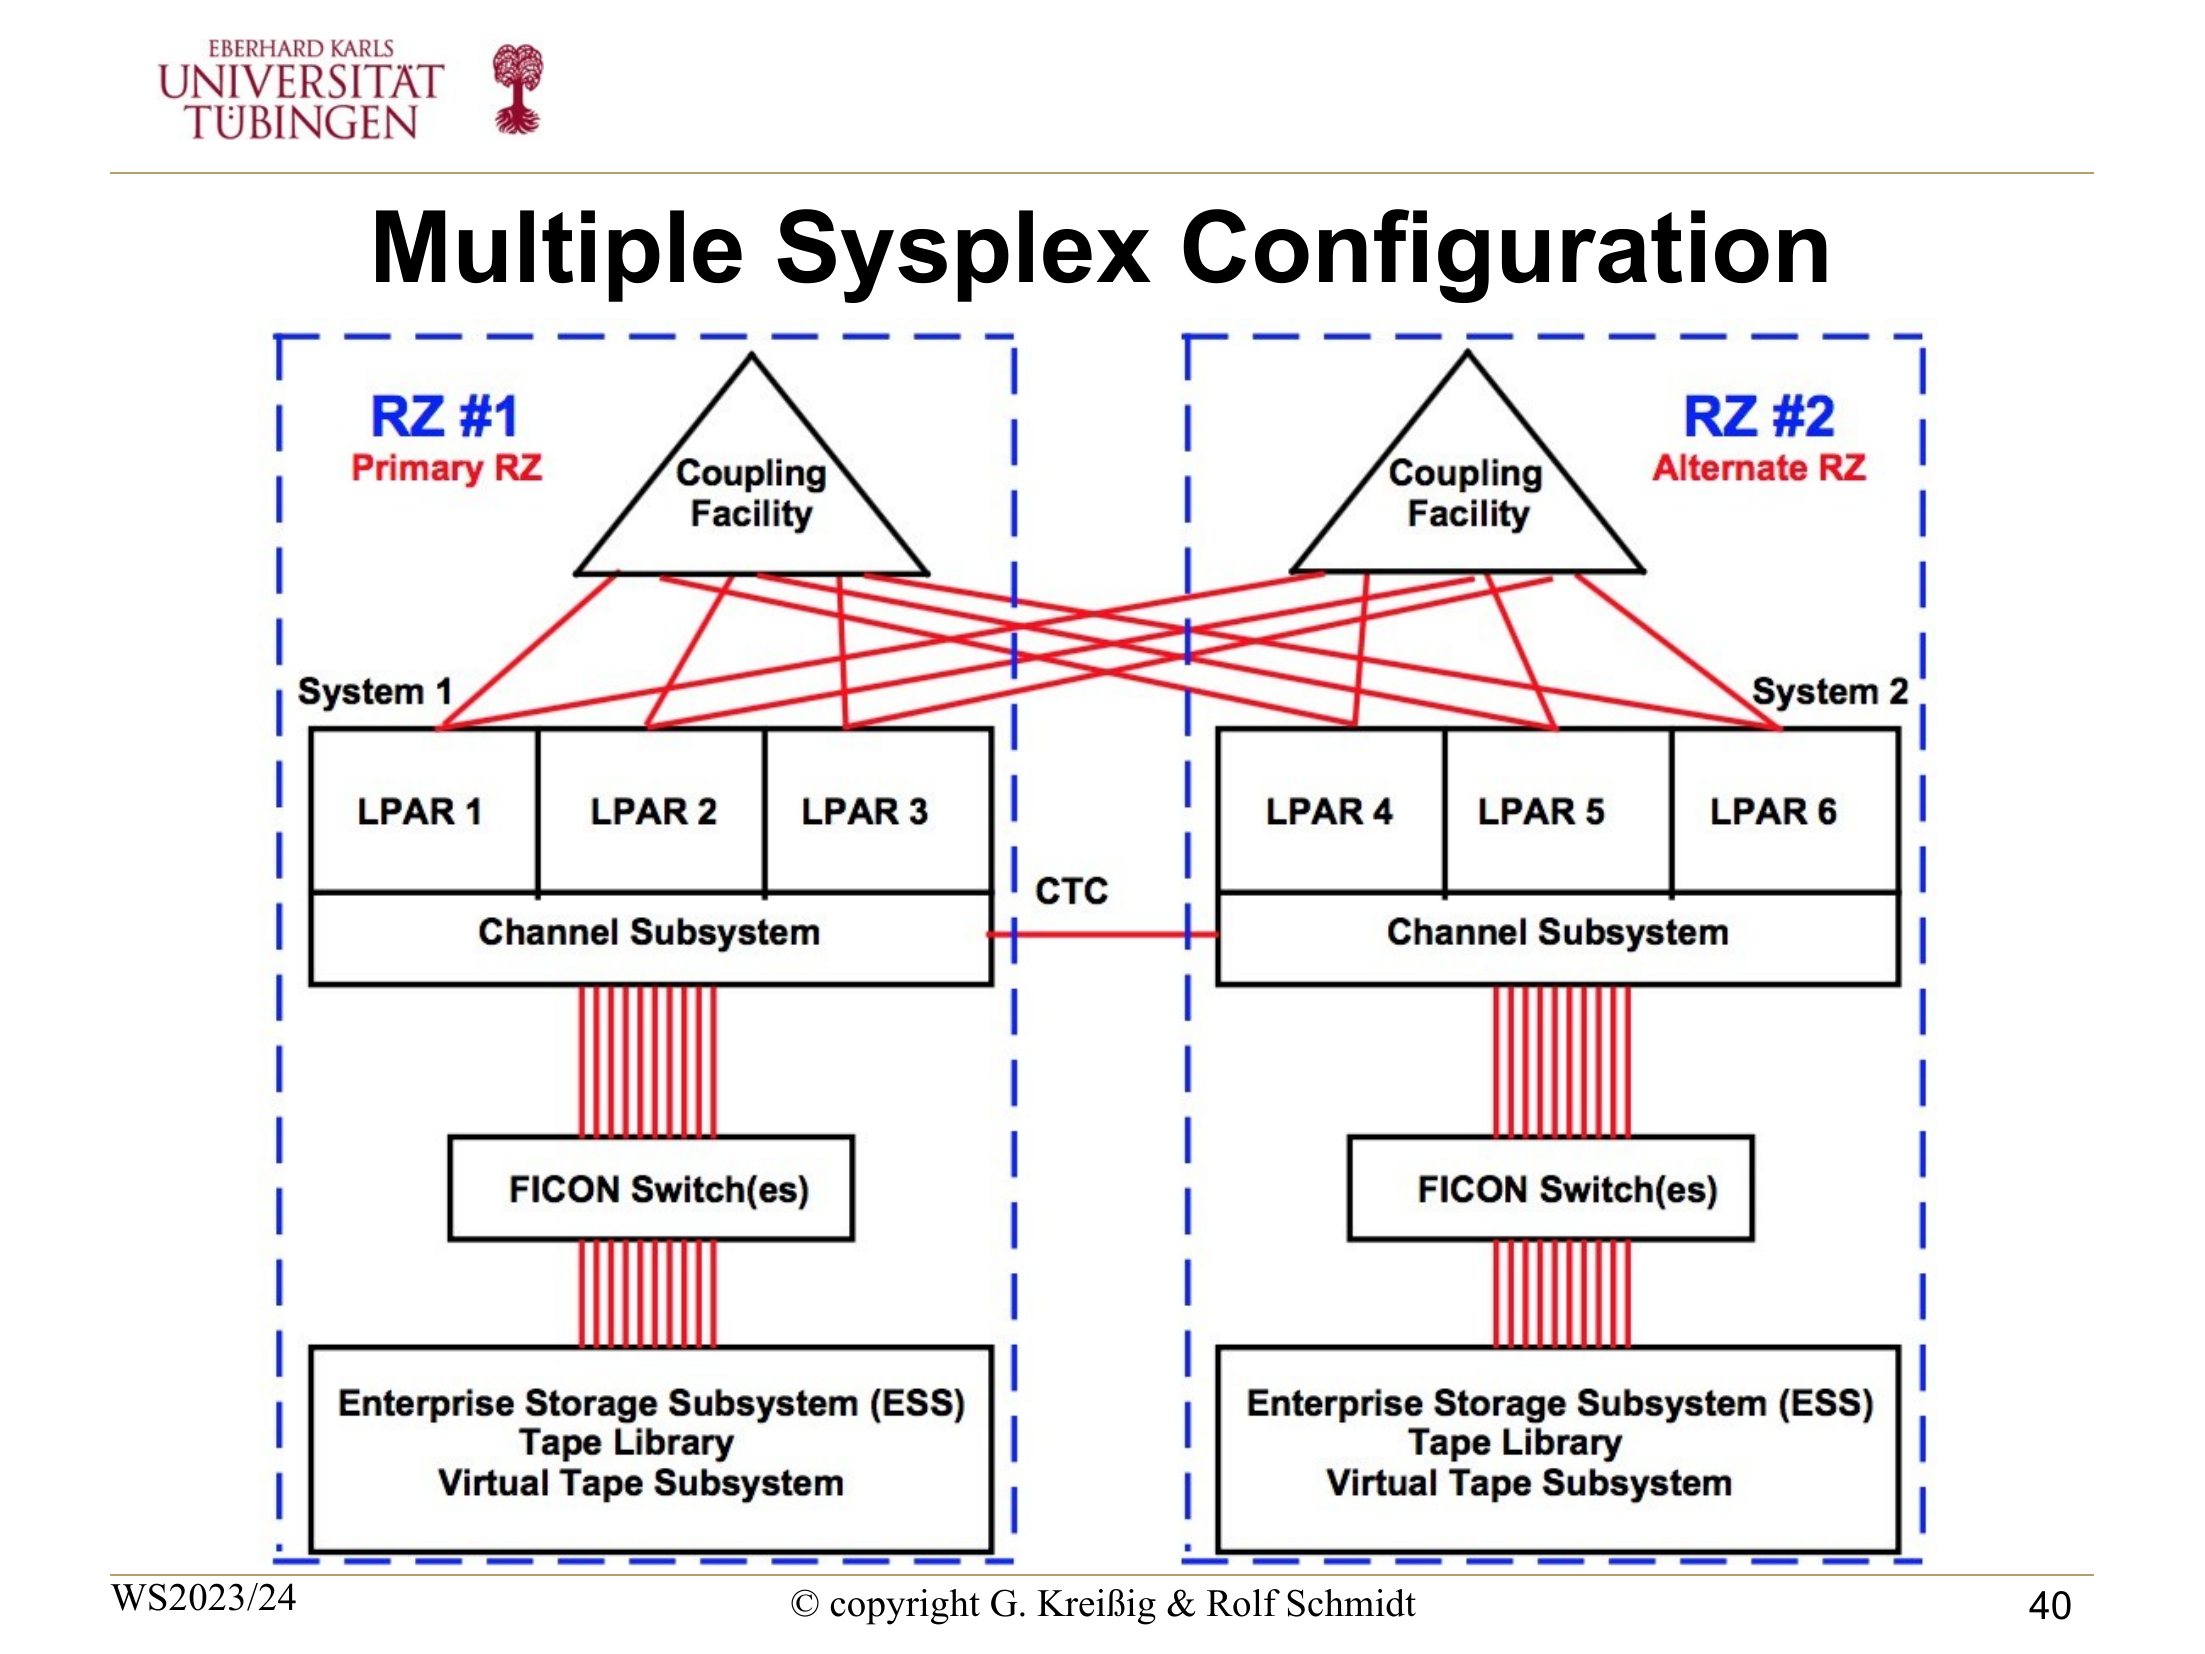 EBERHARD KARLS
UNIVERSITÄT
TÜBINGEN
Multiple Sysplex Configuration
RZ #1
Primary RZ
Coupling
Facility
Coupling
Facility
RZ #2
Alternate RZ
System 1
System 2
LPAR 1
LPAR 2
LPAR 3
LPAR 4
LPAR 5
LPAR 6
CTC
Channel Subsystem
Channel Subsystem
FICON Switch(es)
FICON Switch(es)
Enterprise Storage Subsystem (ESS)
Tape Library
Virtual Tape Subsystem
Enterprise Storage Subsystem (ESS)
Tape Library
Virtual Tape Subsystem
WS2023/24
© copyright G. Kreißig & Rolf Schmidt
40